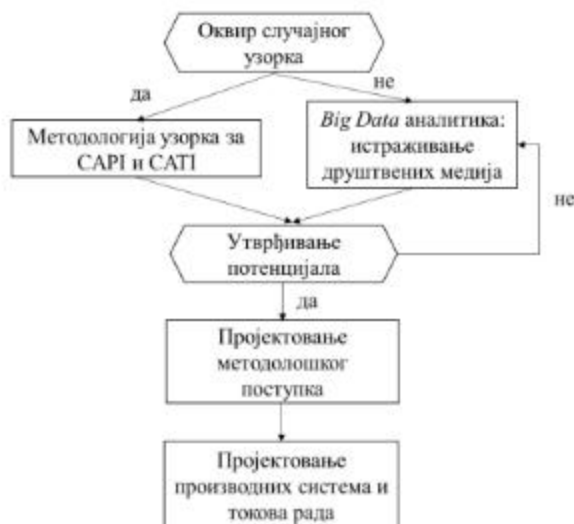 Оквир случајног
узорка
да
не
Методологија узорка за
CAPI и CATI
Big Data аналитика:
истраживање
друштвених медија
не
Утврђивање
потенцијала
да
Пројектовање
методолошког
поступка
Пројектовање
производних система и
токова рада